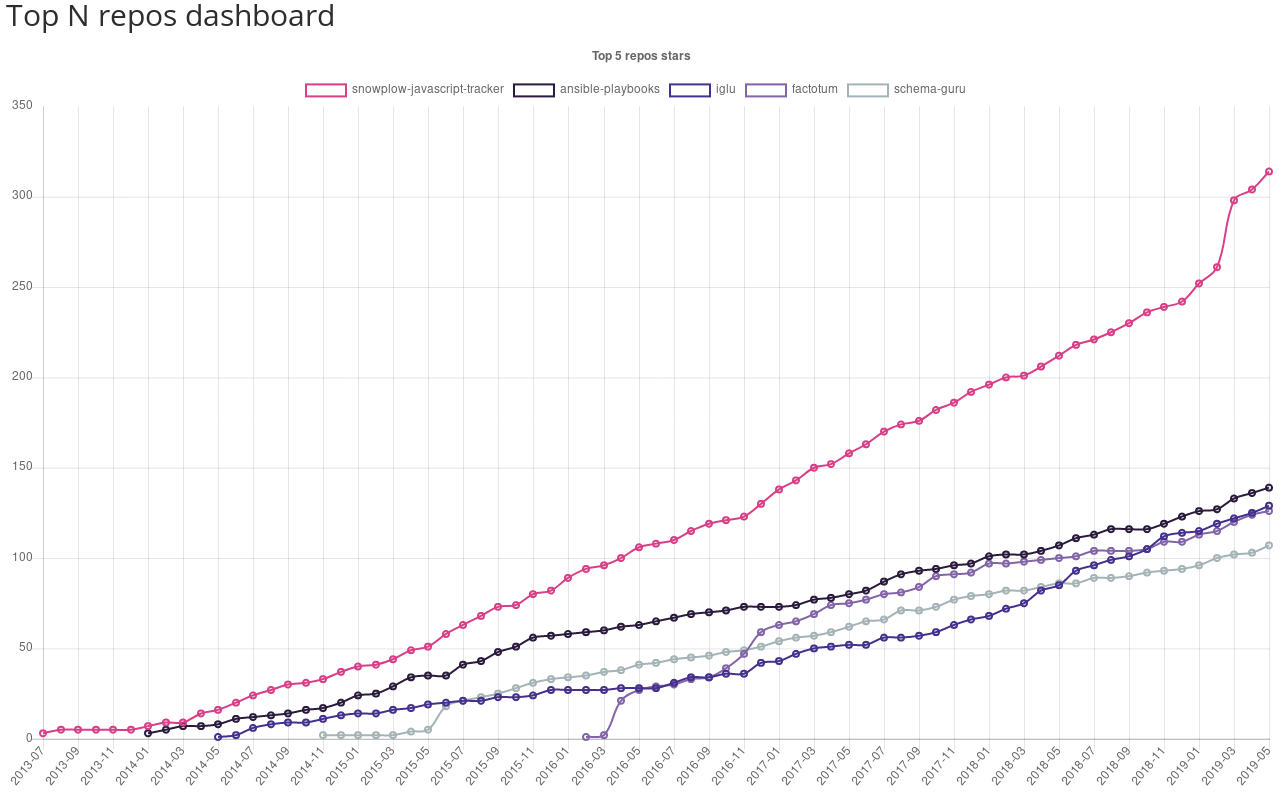 Top N repos dashboard
Top 5 repos stars
snowplow-javascript-tracker ansible-playbooks iglu factotum schema-guru
350
300
250
200
150
100
50
0
2013-07 2013-09 2013-11 2014-01 2014-03 2014-05 2014-07 2014-09 2014-11 2015-01 2015-03 2015-05 2015-07 2015-09 2015-11 2016-01 2016-03 2016-05 2016-07 2016-09 2016-11 2017-01 2017-03 2017-05 2017-07 2017-09 2017-11 2018-01 2018-03 2018-05 2018-07 2018-09 2018-11 2019-01 2019-03 2019-05